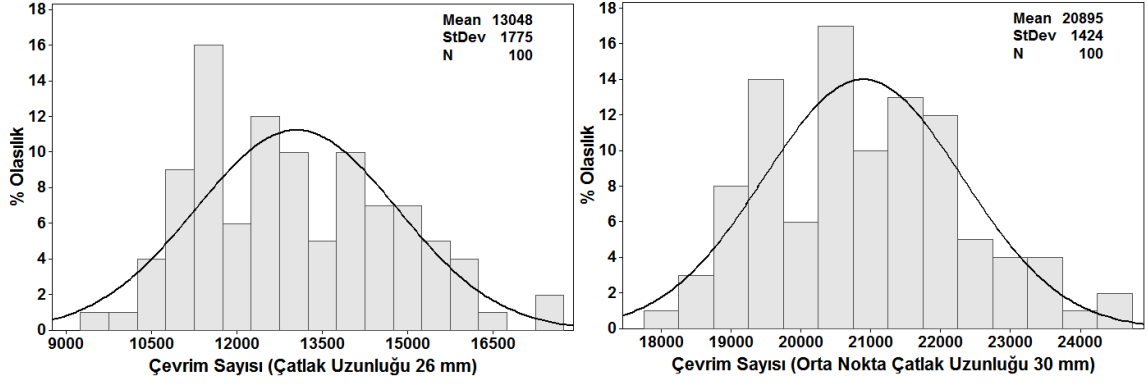 18
16
14
12
10
8
6
4
2
0
% Olasılık
Mean 13048
StDev 1775
N 100
9000 10500 12000 13500 15000 16500
Çevrim Sayısı (Çatlak Uzunluğu 26 mm)
18
16
14
12
10
8
6
4
2
0
% Olasılık
Mean 20895
StDev 1424
N 100
18000 19000 20000 21000 22000 23000 24000
Çevrim Sayısı (Orta Nokta Çatlak Uzunluğu 30 mm)